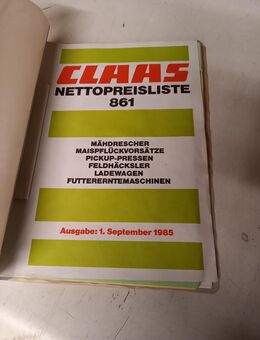 CLAAS
NETTOPREISLISTE
861
MÄHDRESCHER
MAISPFLÜCKVORSÄTZE
PICKUP-PRESSEN
FELDHÄCKSLER
LADEWAGEN
FUTTERERNTEMASCHINEN
Ausgabe: 1. September 1985